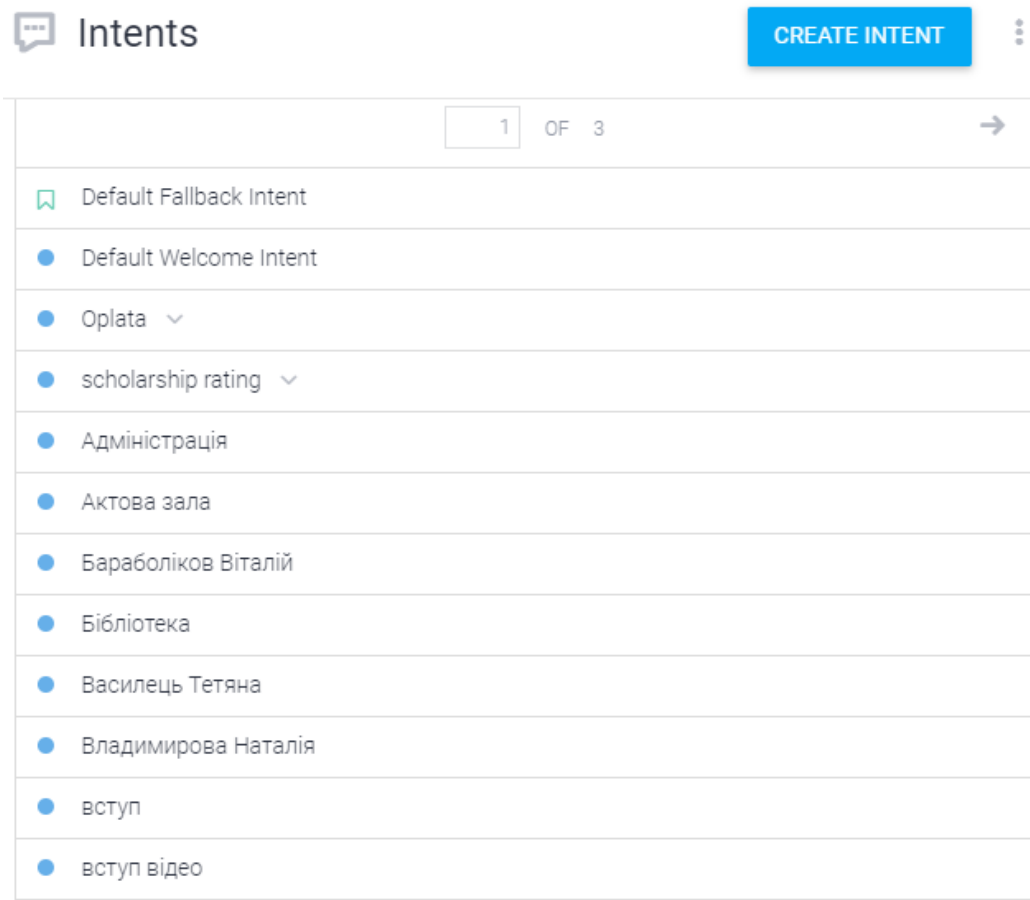 Intents
CREATE INTENT
1 OF 3
Default Fallback Intent
Default Welcome Intent
Oplata
scholarship rating
Адміністрація
Актова зала
Бараболіков Віталій
Бібліотека
Василець Тетяна
Владимирова Наталія
вступ
вступ відео